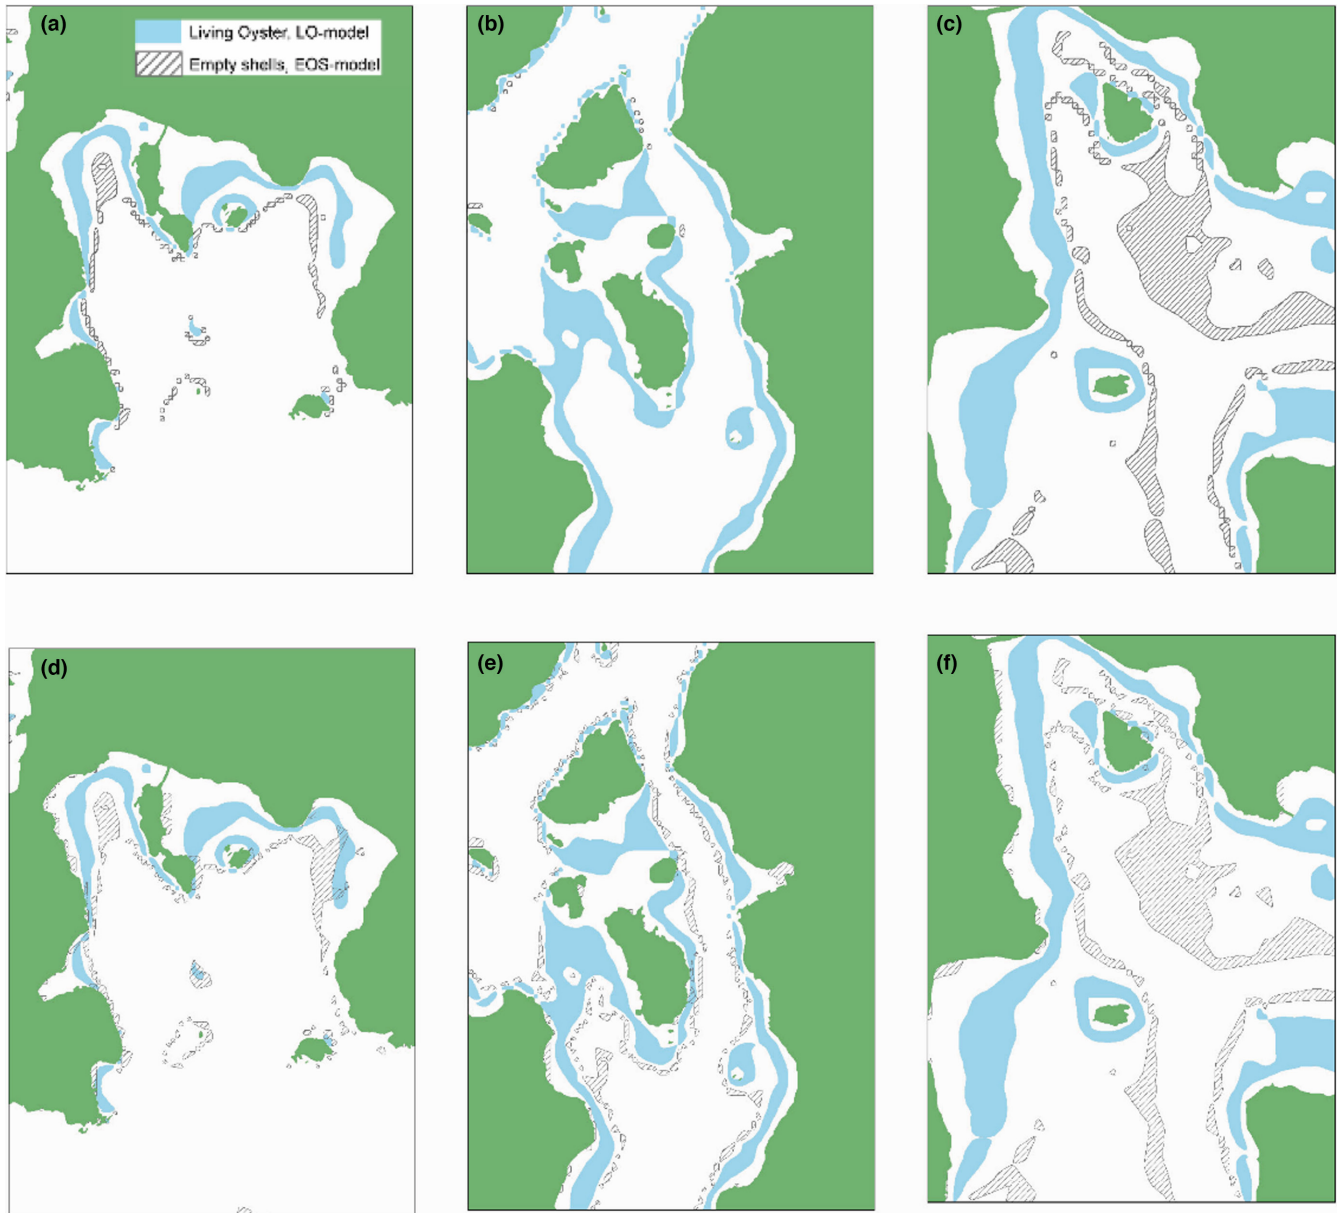 (a)
Living Oyster, LO-model
Empty shells, EOS-model
(b)
(c)
(d)
(e)
(f)